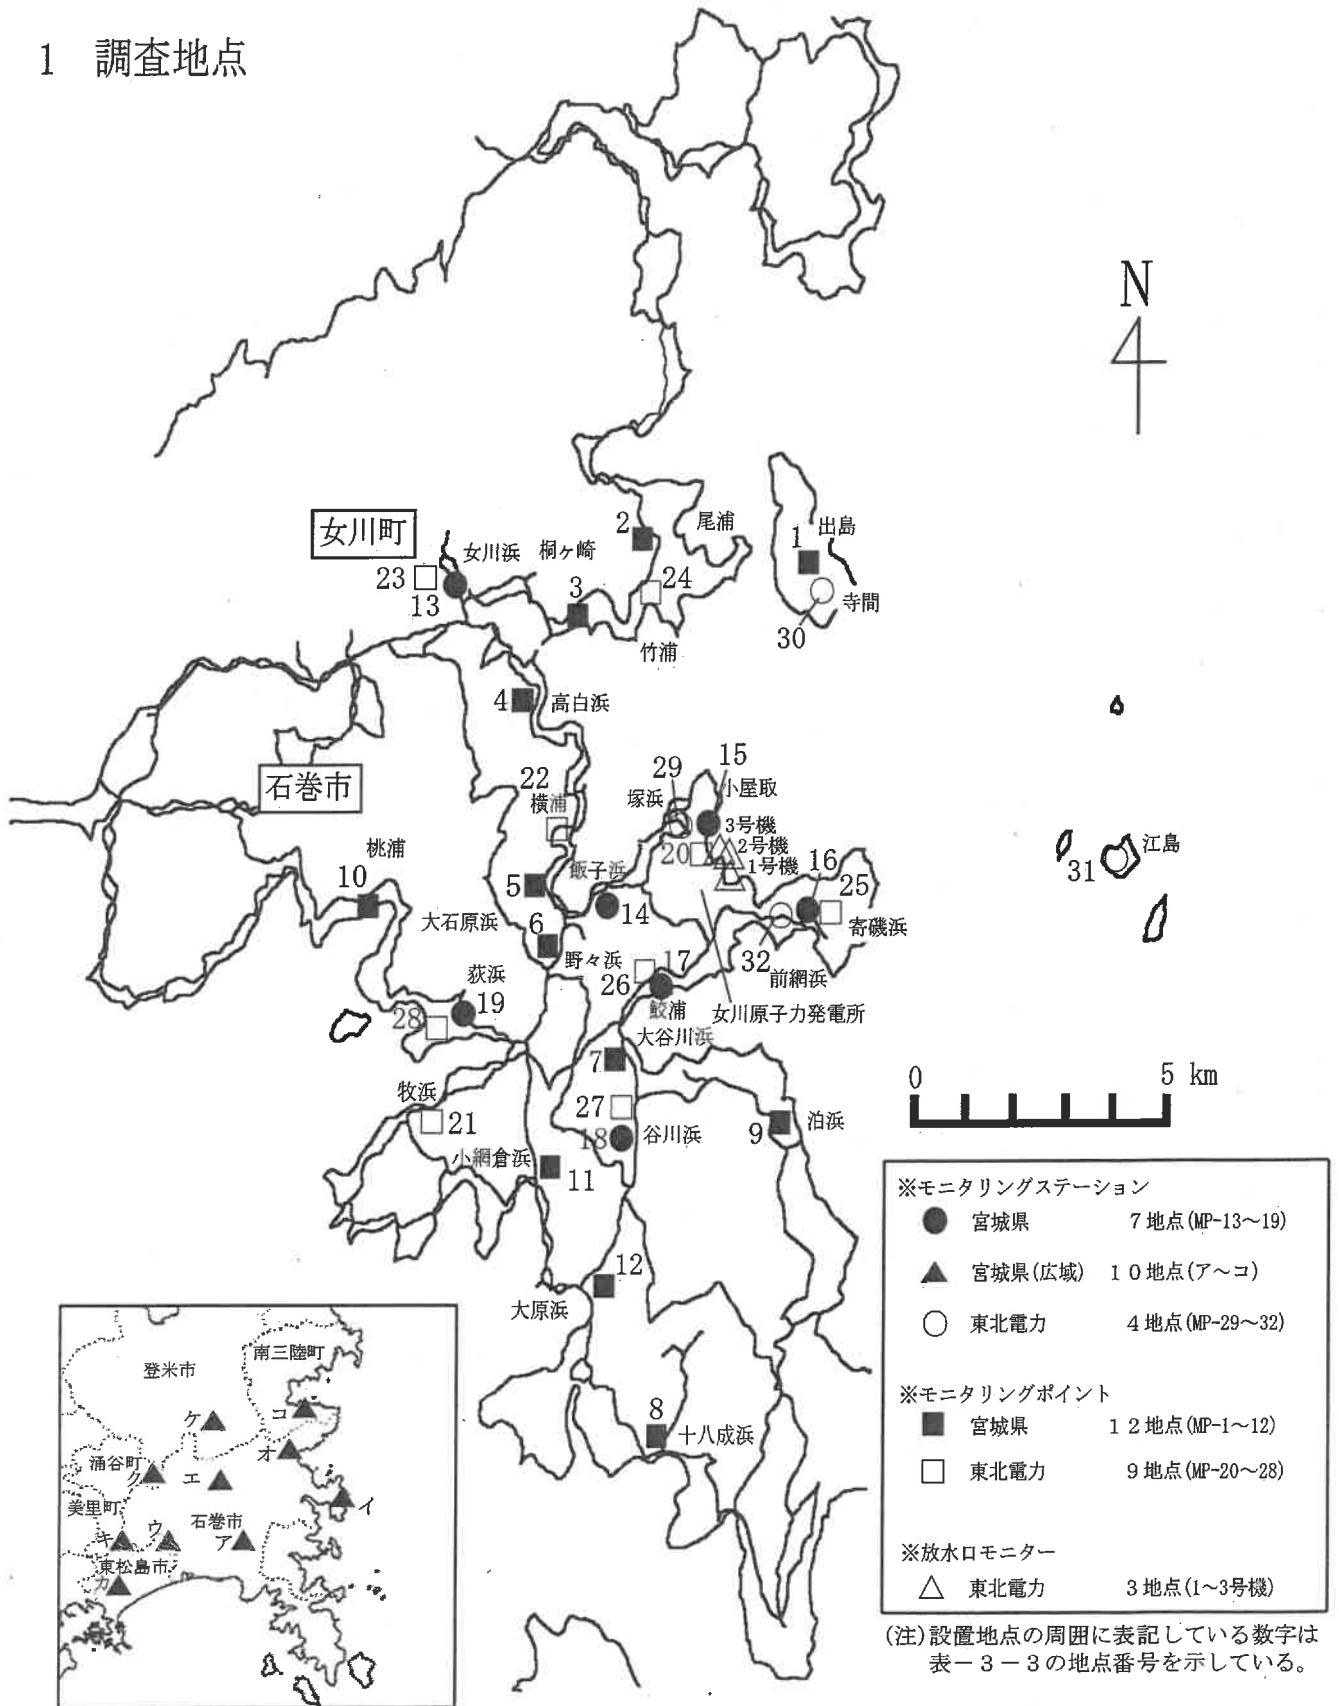 1 調査地点
N
女川町
女川浜
桐ヶ崎
2
尾浦
1
出島
23
13
3
24
寺間
30
竹浦
4
高白浜
石巻市
22
横浦
29
塚浜
15
小屋取
3号機
2号機
1号機
20
江島
31
桃浦
10
5
飯子浜
14
16
25
寄磯浜
大石原浜
6
野々浜
17
26
32
前網浜
荻浜
19
28
鮫浦
女川原子力発電所
大谷川浜
7
0 5 km
牧浜
21
27
18
谷川浜
9
泊浜
小網倉浜
11
12
大原浜
8
十八成浜
※モニタリングステーション
宮城県 7地点(MP-13～19)
宮城県(広域) 10地点(ア～コ)
東北電力 4地点(MP-29～32)
※モニタリングポイント
宮城県 12地点(MP-1～12)
東北電力 9地点(MP-20～28)
※放水口モニター
東北電力 3地点(1～3号機)
(注)設置地点の周囲に表記している数字は
表－3－3の地点番号を示している。
南三陸町
登米市
ケ
コ
オ
涌谷町
ク
エ
イ
美里町
石巻市
キ
ウ
ア
東松島市
カ